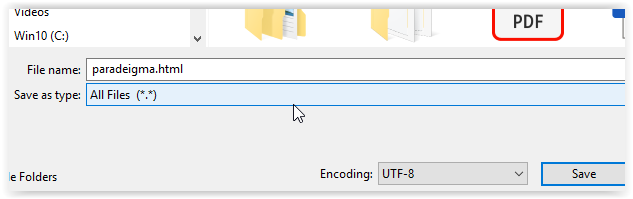 Videos
Win10 (C:)
PDF
File name: paradeigma.html
Save as type: All Files (*.*)
Folders
Encoding: UTF-8
Save